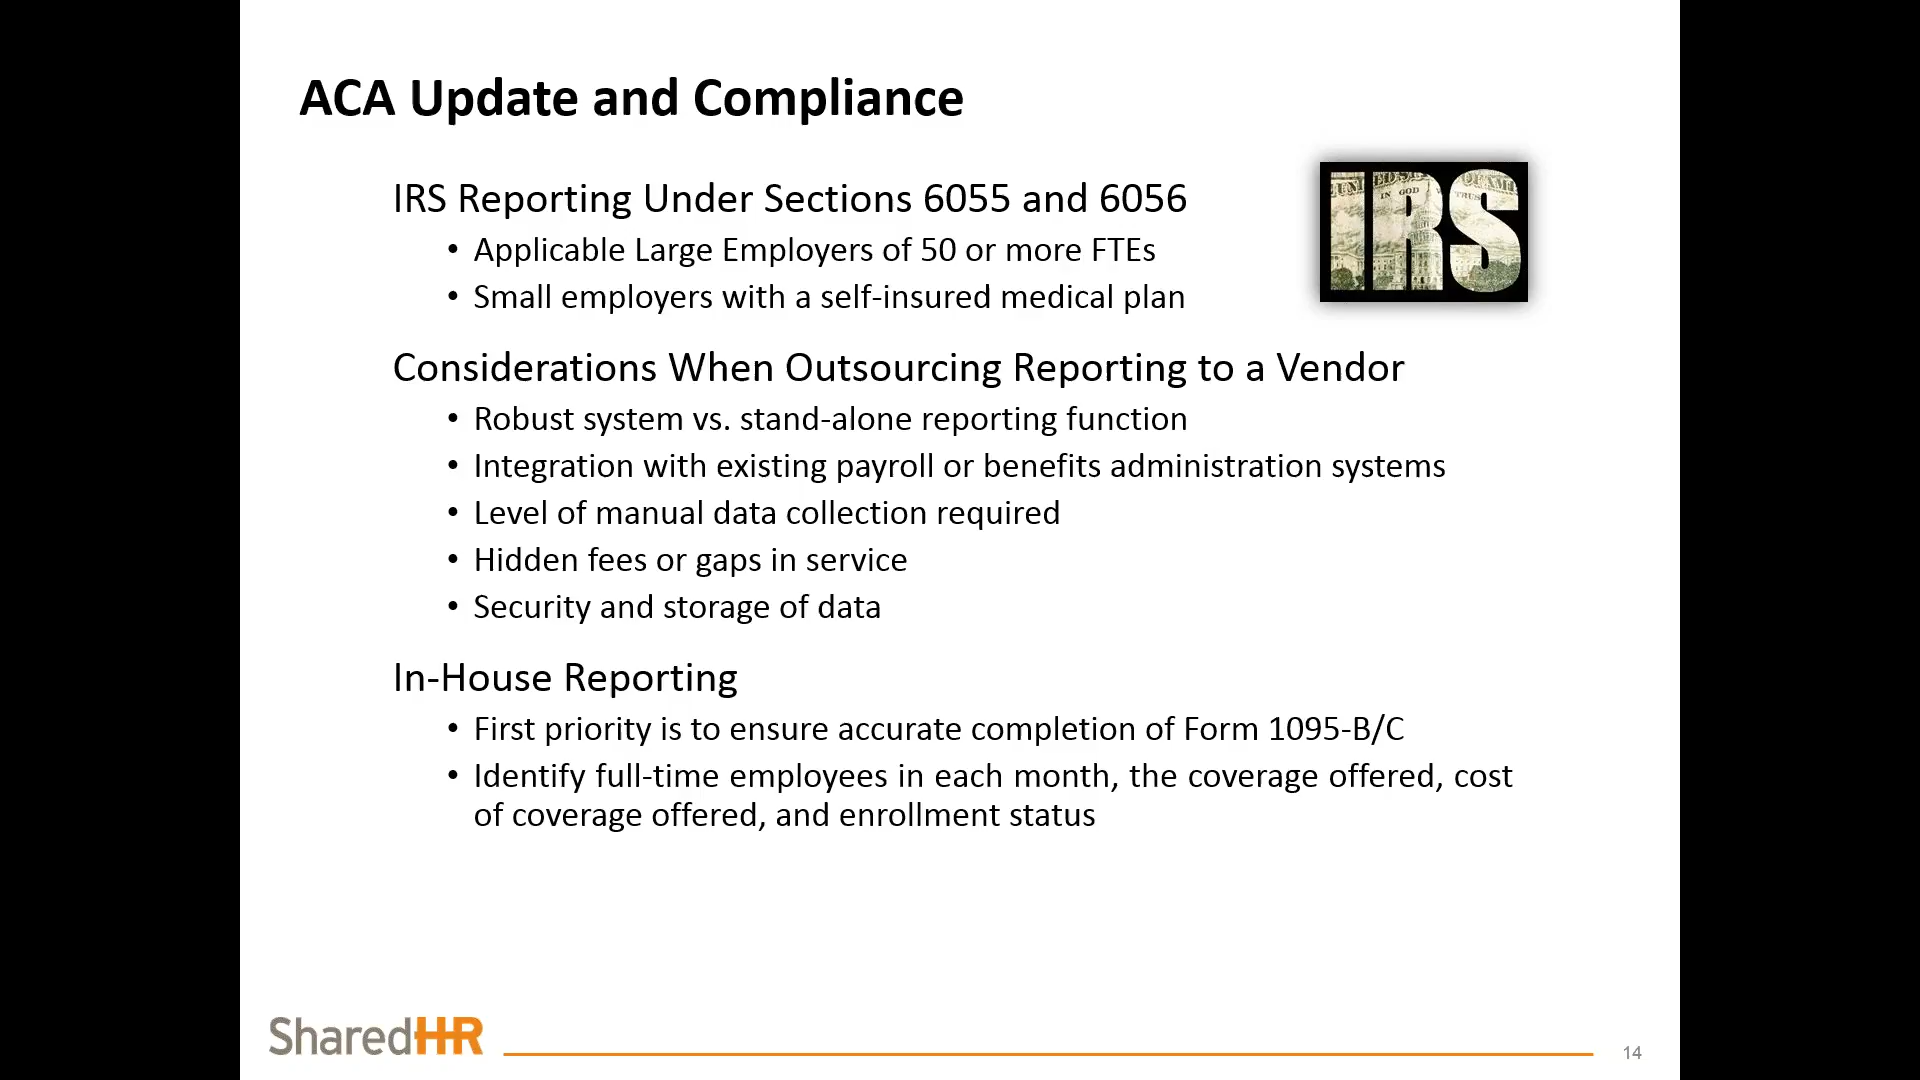 ACA Update and Compliance
IRS Reporting Under Sections 6055 and 6056
• Applicable Large Employers of 50 or more FTEs
• Small employers with a self-insured medical plan
IRS
Considerations When Outsourcing Reporting to a Vendor
• Robust system vs. stand-alone reporting function
• Integration with existing payroll or benefits administration systems
• Level of manual data collection required
• Hidden fees or gaps in service
• Security and storage of data
In-House Reporting
• First priority is to ensure accurate completion of Form 1095-B/C
• Identify full-time employees in each month, the coverage offered, cost
of coverage offered, and enrollment status
SharedHR
14